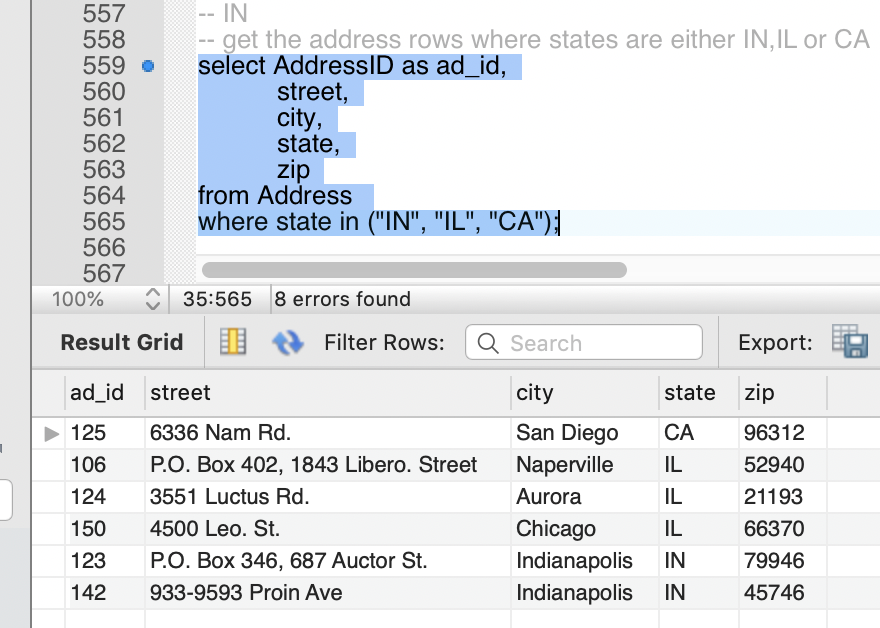 557 -- IN
558 -- get the address rows where states are either IN,IL or CA
559 select AddressID as ad_id,
560 street,
561 city,
562 state,
563 zip
564 from Address
565 where state in ("IN", "IL", "CA");
566
567
100% 35:565 8 errors found
Result Grid Filter Rows: Search Export:
ad_id street city state zip
125 6336 Nam Rd. San Diego CA 96312
106 P.O. Box 402, 1843 Libero. Street Naperville IL 52940
124 3551 Luctus Rd. Aurora IL 21193
150 4500 Leo. St. Chicago IL 66370
123 P.O. Box 346, 687 Auctor St. Indianapolis IN 79946
142 933-9593 Proin Ave Indianapolis IN 45746